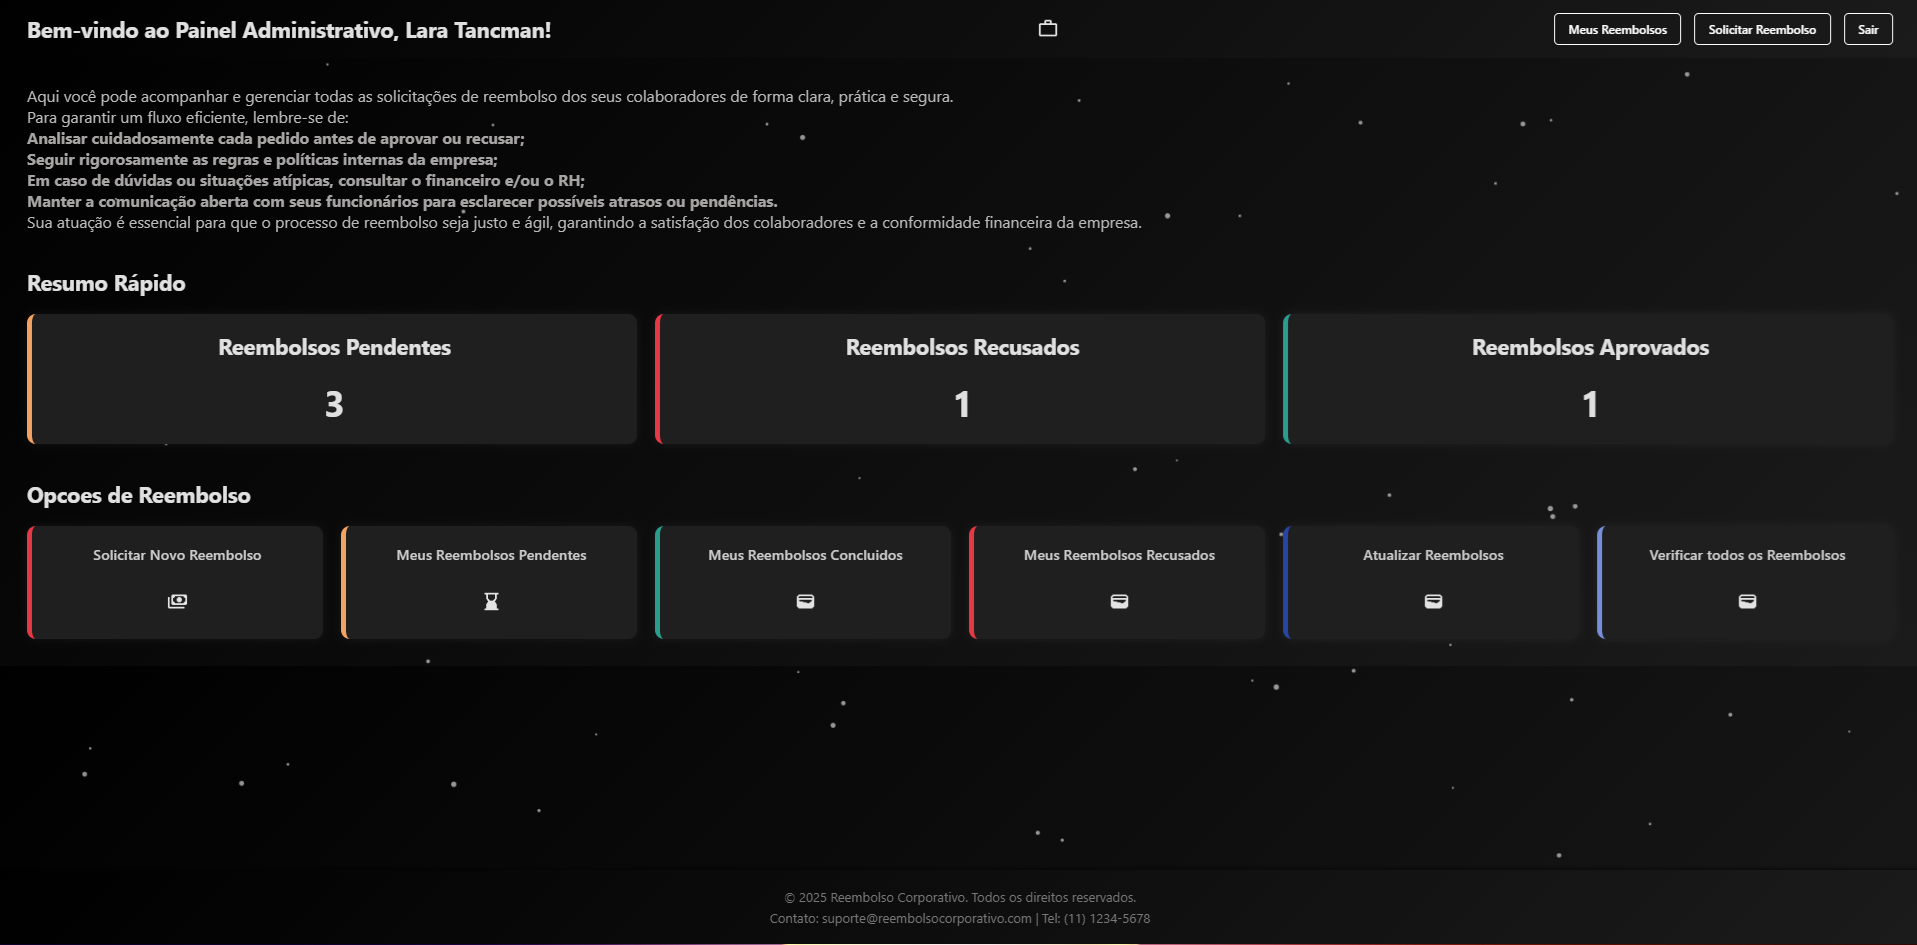 Bem-vindo ao Painel Administrativo, Lara Tancman!
Meus Reembolsos
Solicitar Reembolso
Sair
Aqui você pode acompanhar e gerenciar todas as solicitações de reembolso dos seus colaboradores de forma clara, prática e segura.
Para garantir um fluxo eficiente, lembre-se de:
Analisar cuidadosamente cada pedido antes de aprovar ou recusar;
Seguir rigorosamente as regras e políticas internas da empresa;
Em caso de dúvidas ou situações atípicas, consultar o financeiro e/ou o RH;
Manter a comunicação aberta com seus funcionários para esclarecer possíveis atrasos ou pendências.
Sua atuação é essencial para que o processo de reembolso seja justo e ágil, garantindo a satisfação dos colaboradores e a conformidade financeira da empresa.
Resumo Rápido
Reembolsos Pendentes
3
Reembolsos Recusados
1
Reembolsos Aprovados
1
Opcoes de Reembolso
Solicitar Novo Reembolso
Meus Reembolsos Pendentes
Meus Reembolsos Concluidos
Meus Reembolsos Recusados
Atualizar Reembolsos
Verificar todos os Reembolsos
© 2025 Reembolso Corporativo. Todos os direitos reservados.
Contato: suporte@reembolsocorporativo.com | Tel: (11) 1234-5678